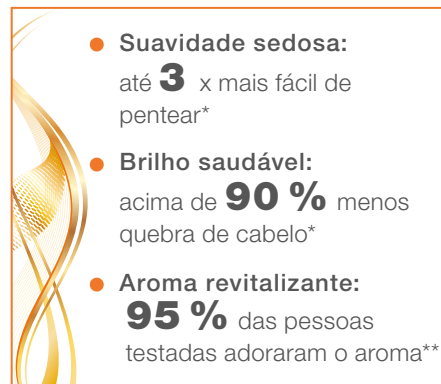 Suavidade sedosa:
até 3 x mais fácil de
pentear*
Brilho saudável:
acima de 90 % menos
quebra de cabelo*
Aroma revitalizante:
95 % das pessoas
testadas adoraram o aroma**